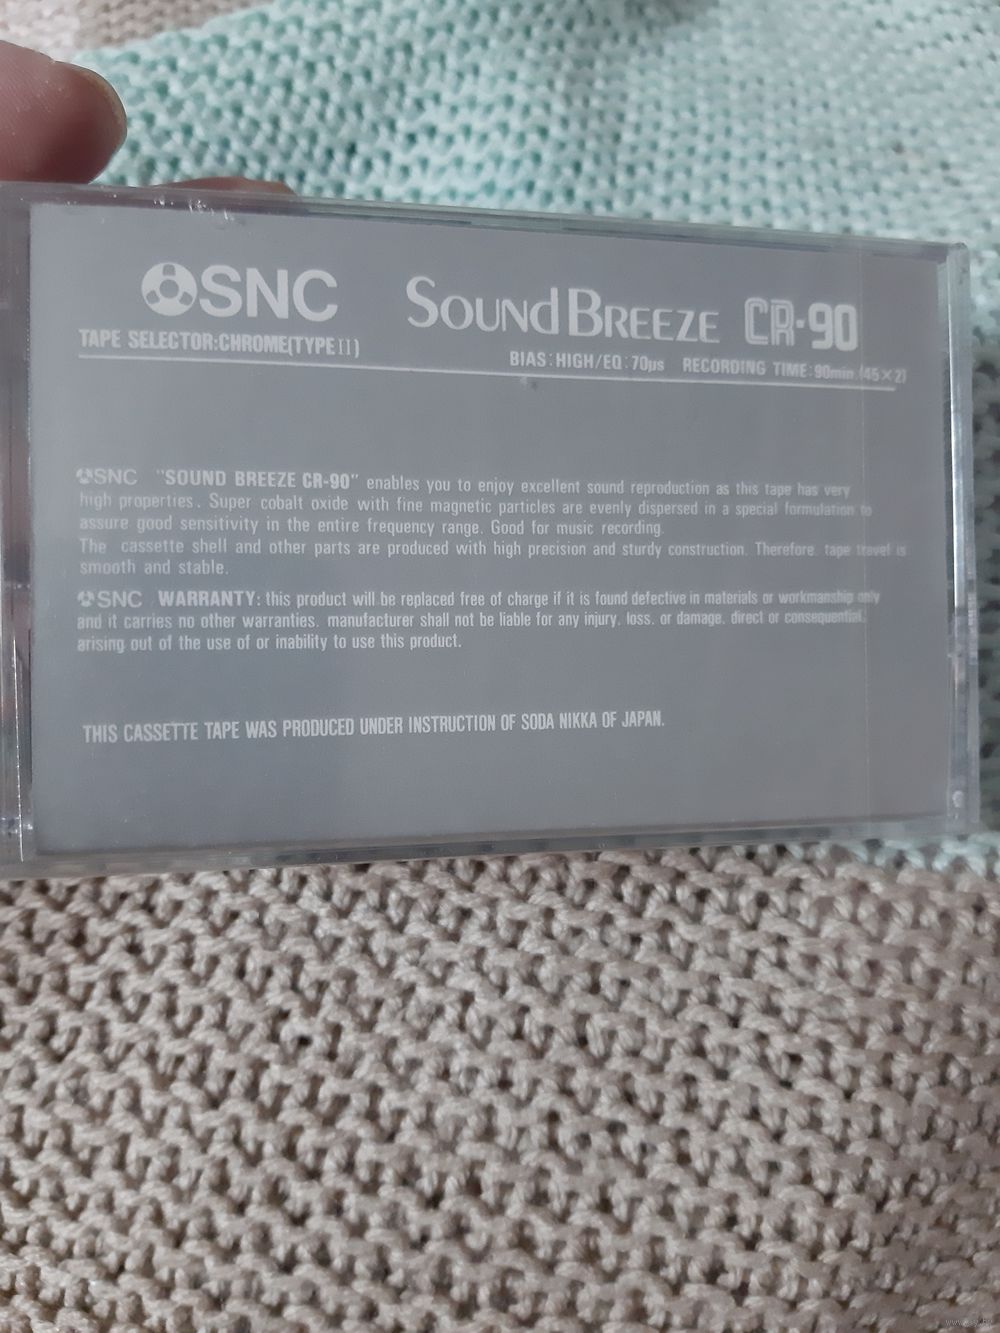 SNC SOUND BREEZE CR-90
TAPE SELECTOR:CHROME(TYPE II)
BIAS:HIGH/EQ:70µs RECORDING TIME:90min.(45×2)
SNC "SOUND BREEZE CR-90" enables you to enjoy excellent sound reproduction as this tape has very
high properties. Super cobalt oxide with fine magnetic particles are evenly dispersed in a special formulation to
assure good sensitivity in the entire frequency range. Good for music recording.
The cassette shell and other parts are produced with high precision and sturdy construction. Therefore. tape travel is
smooth and stable.
SNC WARRANTY: this product will be replaced free of charge if it is found defective in materials or workmanship only
and it carries no other warranties. manufacturer shall not be liable for any injury. loss. or damage. direct or consequential.
arising out of the use of or inability to use this product.
THIS CASSETTE TAPE WAS PRODUCED UNDER INSTRUCTION OF SODA NIKKA OF JAPAN.